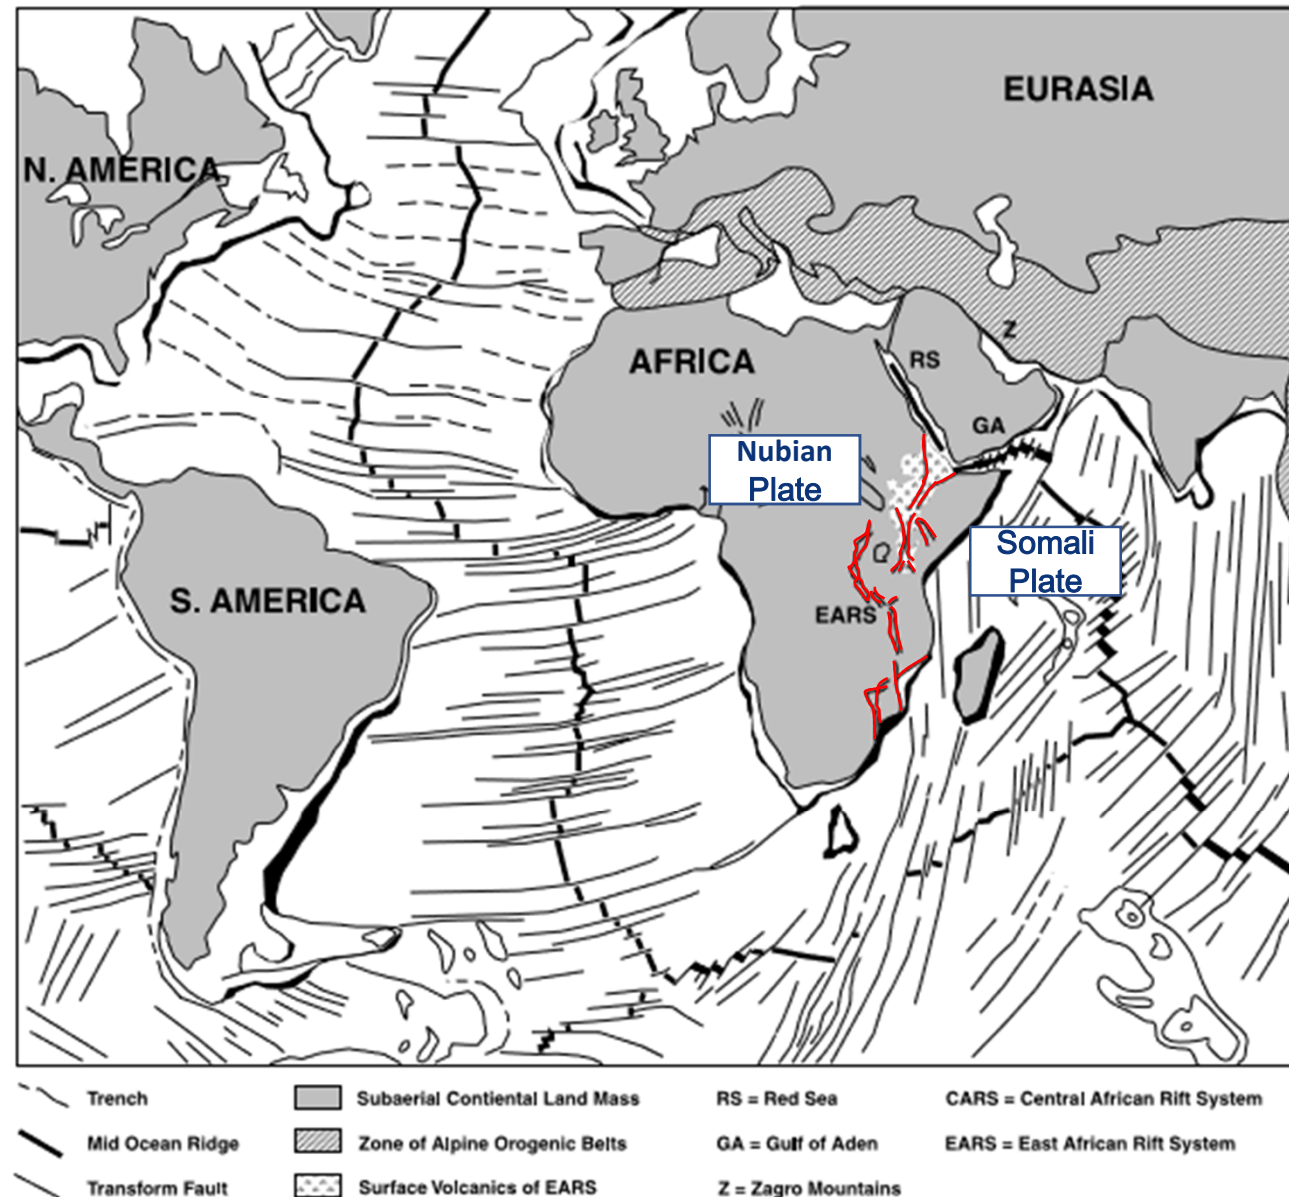 EURASIA
N. AMERICA
Z
RS
AFRICA
GA
Nubian
Plate
Somali
Plate
S. AMERICA
EARS
Trench
Subaerial Contiental Land Mass
RS = Red Sea
CARS = Central African Rift System
Mid Ocean Ridge
Zone of Alpine Orogenic Belts
GA = Gulf of Aden
EARS = East African Rift System
Transform Fault
Surface Volcanics of EARS
Z = Zagro Mountains